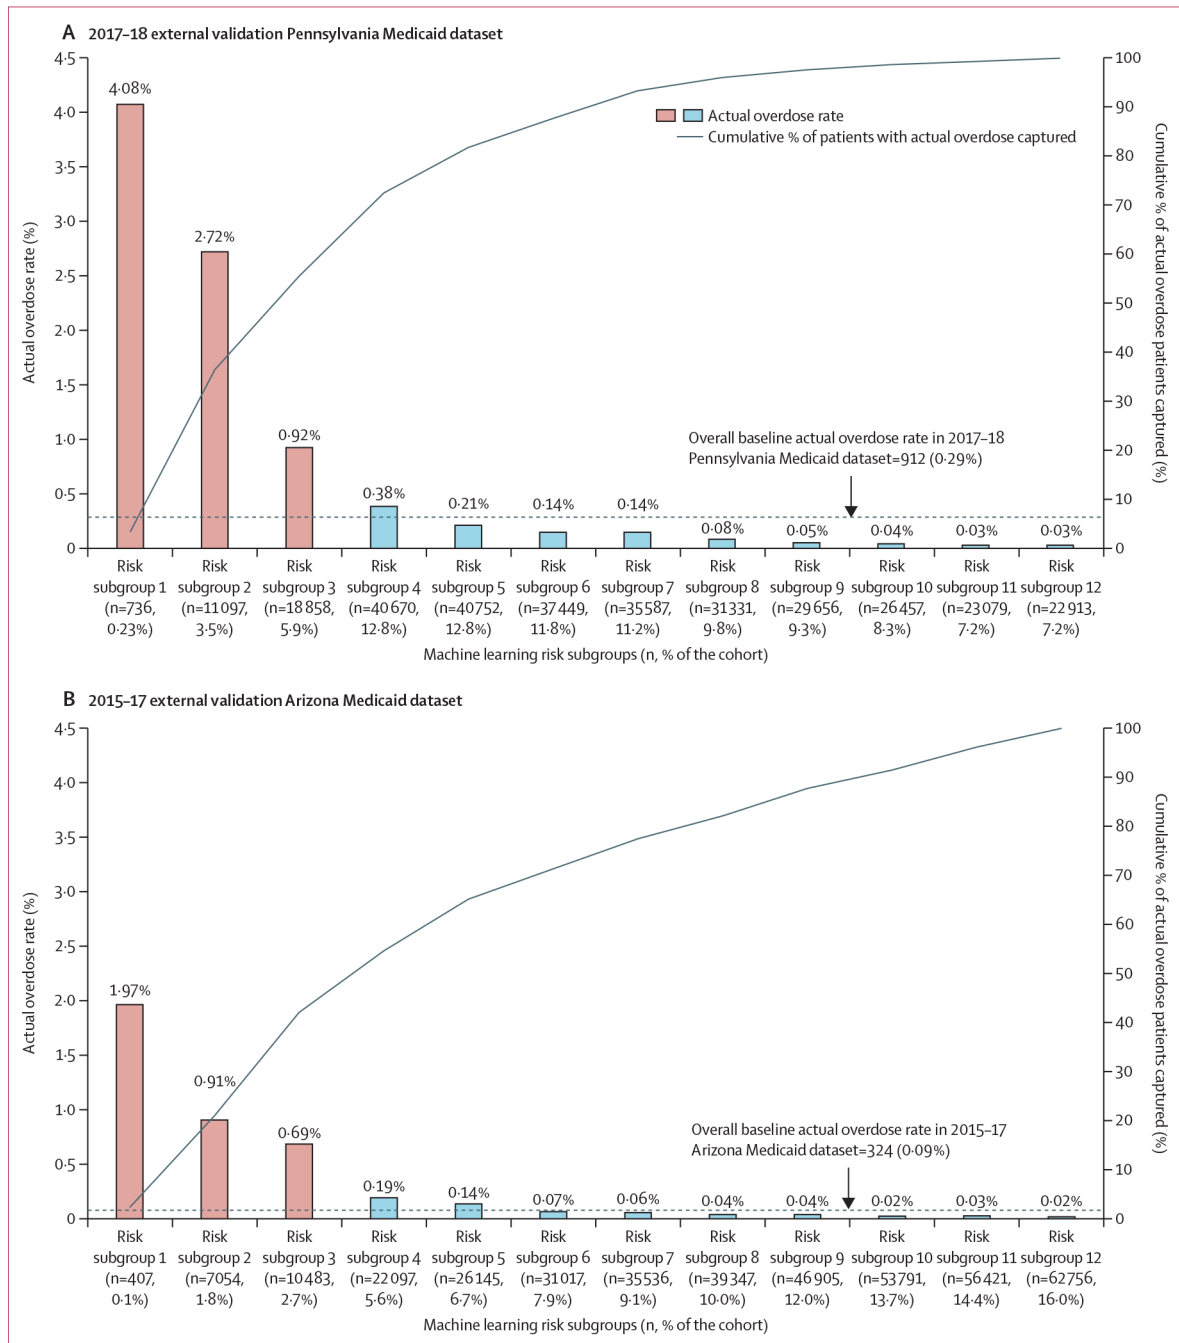 A 2017–18 external validation Pennsylvania Medicaid dataset
4·5
4·0
3·5
3·0
2·5
2·0
1·5
1·0
0·5
0
Actual overdose rate (%)
4·08%
2·72%
0·92%
0·38%
0·21%
0·14%
0·14%
0·08%
0·05%
0·04%
0·03%
0·03%
Actual overdose rate
Cumulative % of patients with actual overdose captured
Overall baseline actual overdose rate in 2017–18
Pennsylvania Medicaid dataset=912 (0·29%)
100
90
80
70
60
50
40
30
20
10
0
Cumulative % of actual overdose patients captured (%)
Risk
subgroup 1
(n=736,
0·23%)
Risk
subgroup 2
(n=11 097,
3·5%)
Risk
subgroup 3
(n=18 858,
5·9%)
Risk
subgroup 4
(n=40 670,
12·8%)
Risk
subgroup 5
(n=40 752,
12·8%)
Risk
subgroup 6
(n=37 449,
11·8%)
Risk
subgroup 7
(n=35 587,
11·2%)
Risk
subgroup 8
(n=31 331,
9·8%)
Risk
subgroup 9
(n=29 656,
9·3%)
Risk
subgroup 10
(n=26 457,
8·3%)
Risk
subgroup 11
(n=23 079,
7·2%)
Risk
subgroup 12
(n=22 913,
7·2%)
Machine learning risk subgroups (n, % of the cohort)
B 2015–17 external validation Arizona Medicaid dataset
4·5
4·0
3·5
3·0
2·5
2·0
1·5
1·0
0·5
0
Actual overdose rate (%)
1·97%
0·91%
0·69%
0·19%
0·14%
0·07%
0·06%
0·04%
0·04%
0·02%
0·03%
0·02%
Overall baseline actual overdose rate in 2015–17
Arizona Medicaid dataset=324 (0·09%)
100
90
80
70
60
50
40
30
20
10
0
Cumulative % of actual overdose patients captured (%)
Risk
subgroup 1
(n=407,
0·1%)
Risk
subgroup 2
(n=7054,
1·8%)
Risk
subgroup 3
(n=10 483,
2·7%)
Risk
subgroup 4
(n=22 097,
5·6%)
Risk
subgroup 5
(n=26 145,
6·7%)
Risk
subgroup 6
(n=31 017,
7·9%)
Risk
subgroup 7
(n=35 536,
9·1%)
Risk
subgroup 8
(n=39 347,
10·0%)
Risk
subgroup 9
(n=46 905,
12·0%)
Risk
subgroup 10
(n=53 791,
13·7%)
Risk
subgroup 11
(n=56 421,
14·4%)
Risk
subgroup 12
(n=62 756,
16·0%)
Machine learning risk subgroups (n, % of the cohort)